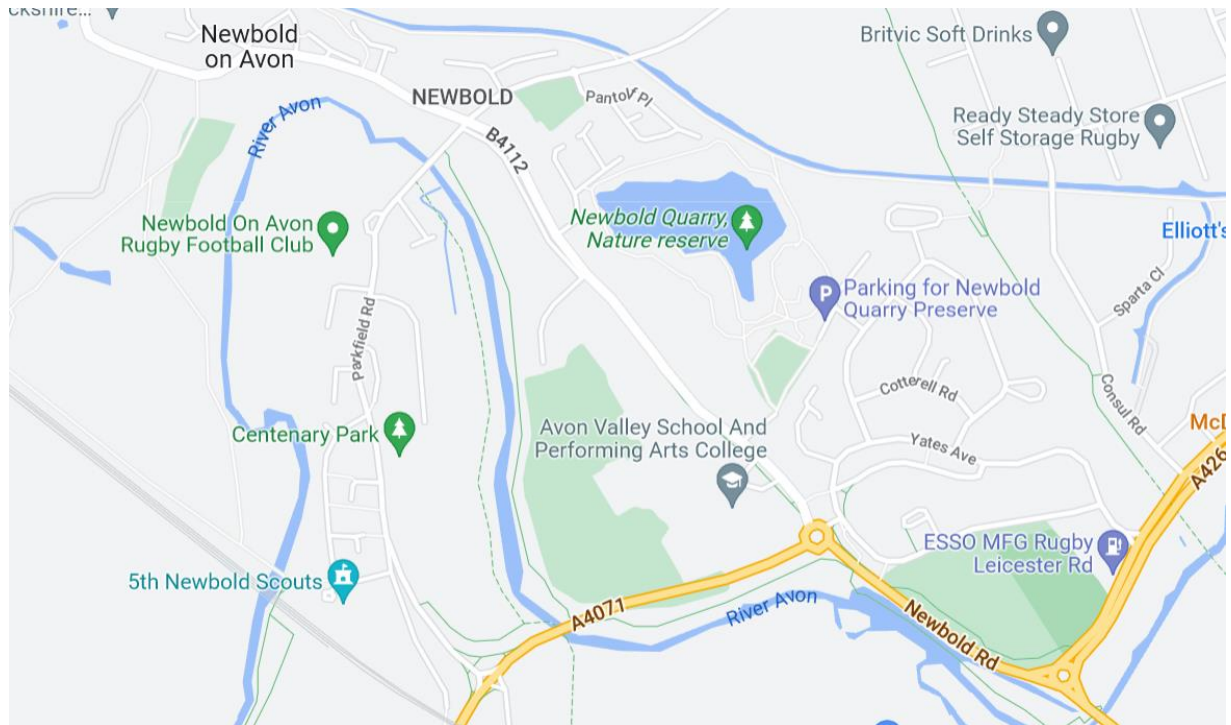 ckshire...
Newbold
on Avon
Britvic Soft Drinks
NEWBOLD
Pantolf Pl
River Avon
B4112
Ready Steady Store
Self Storage Rugby
Newbold On Avon
Rugby Football Club
Newbold Quarry,
Nature reserve
Elliott's
Parking for Newbold
Quarry Preserve
Sparta Cl
Parkfield Rd
Cotterell Rd
Consul Rd
Centenary Park
Avon Valley School And
Performing Arts College
Yates Ave
McD
A426
ESSO MFG Rugby
Leicester Rd
5th Newbold Scouts
A4071
River Avon
Newbold Rd
P